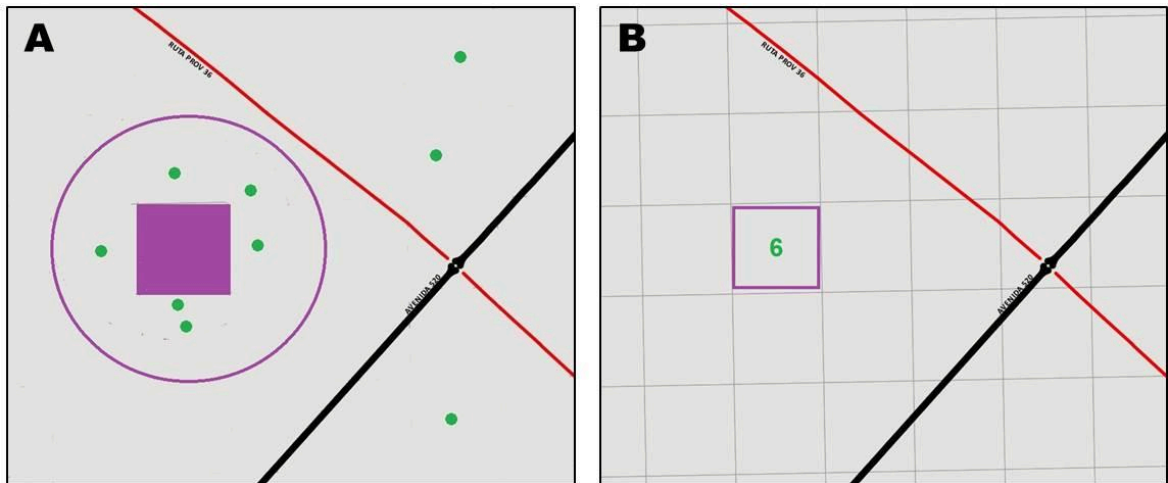 A
RUTA PROV 36
AVENIDA 520
B
RUTA PROV 36
6
AVENIDA 520